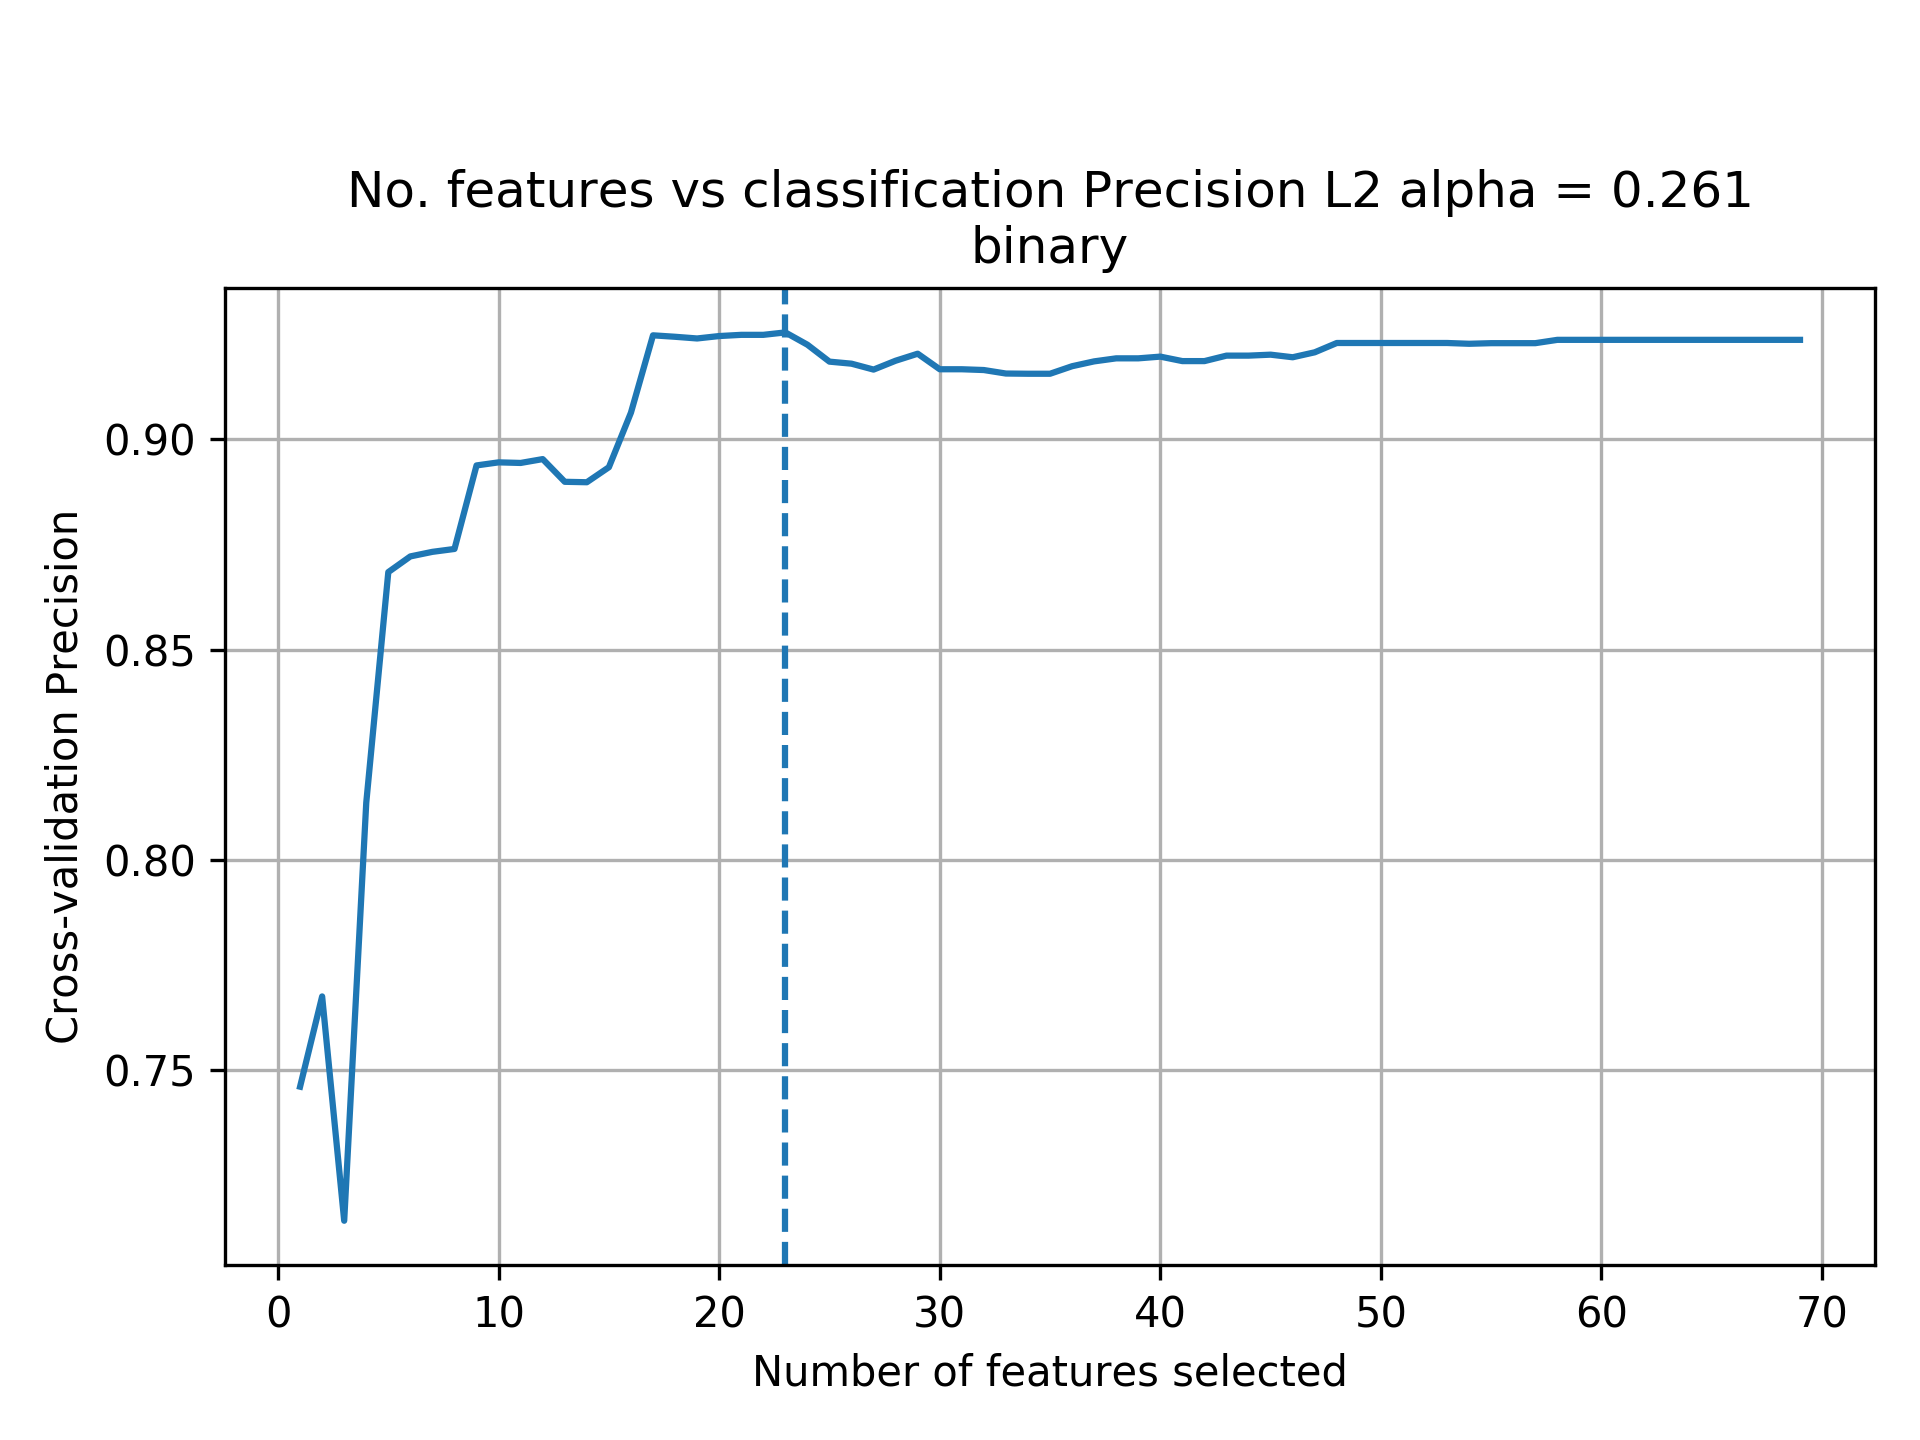 No. features vs classification Precision L2 alpha = 0.261
binary
0.90
0.85
0.80
0.75
Cross-validation Precision
0 10 20 30 40 50 60 70
Number of features selected